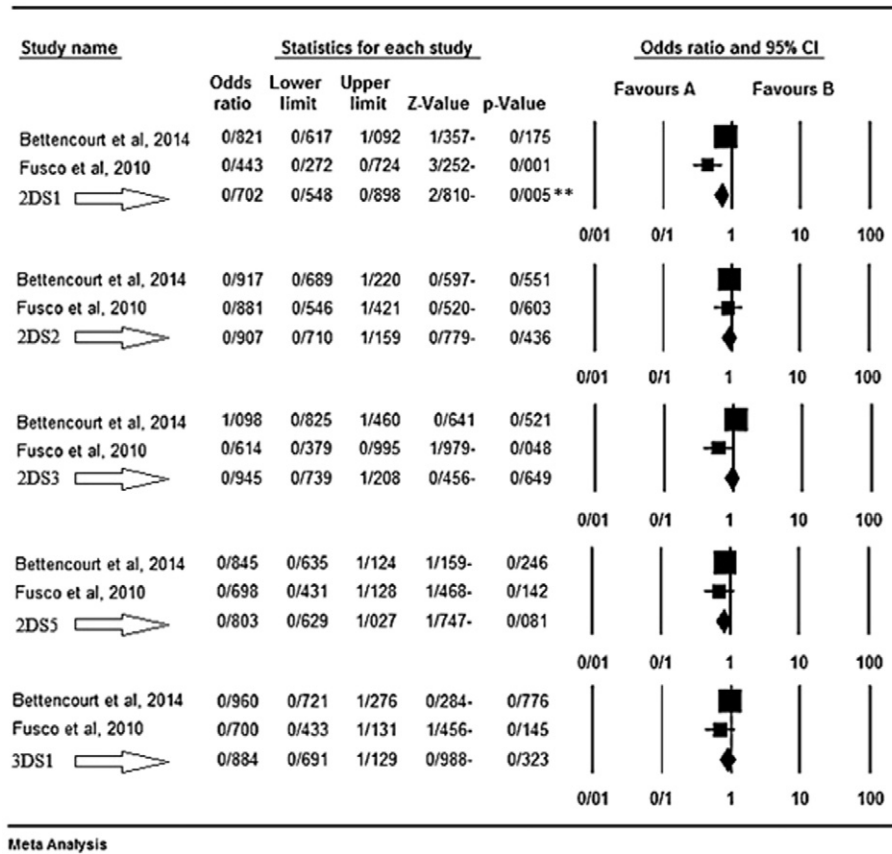 Study name Statistics for each study Odds ratio and 95% CI
Odds ratio Lower limit Upper limit Z-Value p-Value Favours A Favours B
Bettencourt et al, 2014 0/821 0/617 1/092 1/357- 0/175
Fusco et al, 2010 0/443 0/272 0/724 3/252- 0/001
2DS1 0/702 0/548 0/898 2/810- 0/005**
0/01 0/1 1 10 100
Bettencourt et al, 2014 0/917 0/689 1/220 0/597- 0/551
Fusco et al, 2010 0/881 0/546 1/421 0/520- 0/603
2DS2 0/907 0/710 1/159 0/779- 0/436
0/01 0/1 1 10 100
Bettencourt et al, 2014 1/098 0/825 1/460 0/641 0/521
Fusco et al, 2010 0/614 0/379 0/995 1/979- 0/048
2DS3 0/945 0/739 1/208 0/456- 0/649
0/01 0/1 1 10 100
Bettencourt et al, 2014 0/845 0/635 1/124 1/159- 0/246
Fusco et al, 2010 0/698 0/431 1/128 1/468- 0/142
2DS5 0/803 0/629 1/027 1/747- 0/081
0/01 0/1 1 10 100
Bettencourt et al, 2014 0/960 0/721 1/276 0/284- 0/776
Fusco et al, 2010 0/700 0/433 1/131 1/456- 0/145
3DS1 0/884 0/691 1/129 0/988- 0/323
0/01 0/1 1 10 100
Meta Analysis